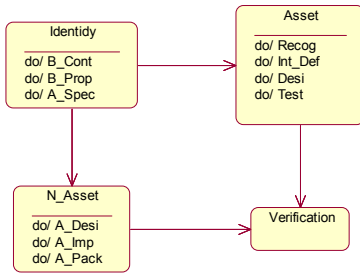 Identidy
do/ B_Cont
do/ B_Prop
do/ A_Spec
Asset
do/ Recog
do/ Int_Def
do/ Desi
do/ Test
N_Asset
do/ A_Desi
do/ A_Imp
do/ A_Pack
Verification